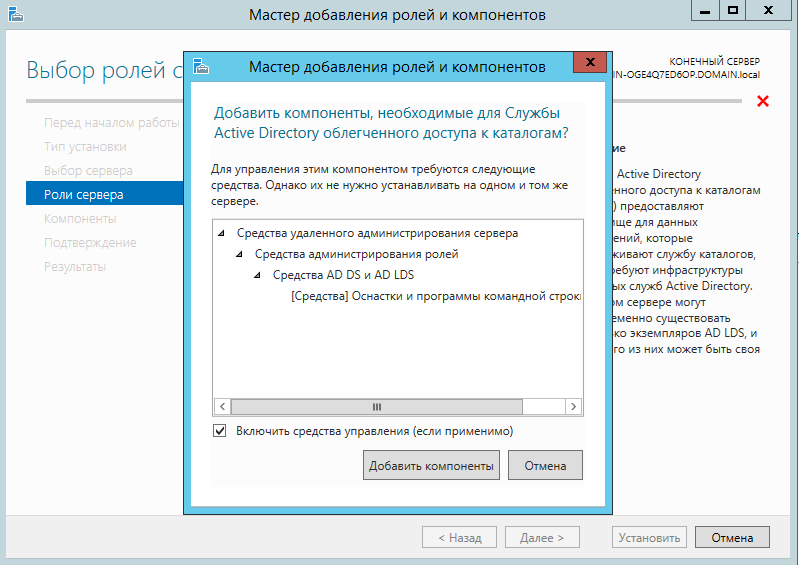 Мастер добавления ролей и компонентов
Выбор ролей с
КОНЕЧНЫЙ СЕРВЕР
IN-OGE4Q7ED6OP.DOMAIN.local
Перед началом работы
Тип установки
Выбор сервера
Роли сервера
Компоненты
Подтверждение
Результаты
Мастер добавления ролей и компонентов
Добавить компоненты, необходимые для Службы
Active Directory облегченного доступа к каталогам?
Для управления этим компонентом требуются следующие
средства. Однако их не нужно устанавливать на одном и том же
сервере.
Средства удаленного администрирования сервера
Средства администрирования ролей
Средства AD DS и AD LDS
[Средства] Оснастки и программы командной строки
Включить средства управления (если применимо)
Добавить компоненты
Отмена
ие
Active Directory
нного доступа к каталогам
) предоставляют
ище для данных
ений, которые
живают службу каталогов,
ребуют инфраструктуры
ых служб Active Directory.
ом сервере могут
еменно существовать
ко экземпляров AD LDS, и
го из них может быть своя
< Назад
Далее >
Установить
Отмена